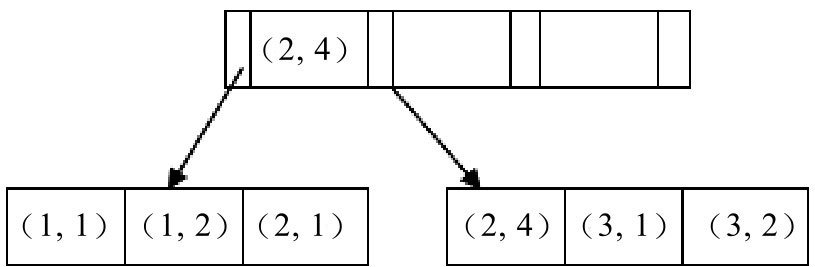 (2, 4)
(1, 1) (1, 2) (2, 1) (2, 4) (3, 1) (3, 2)